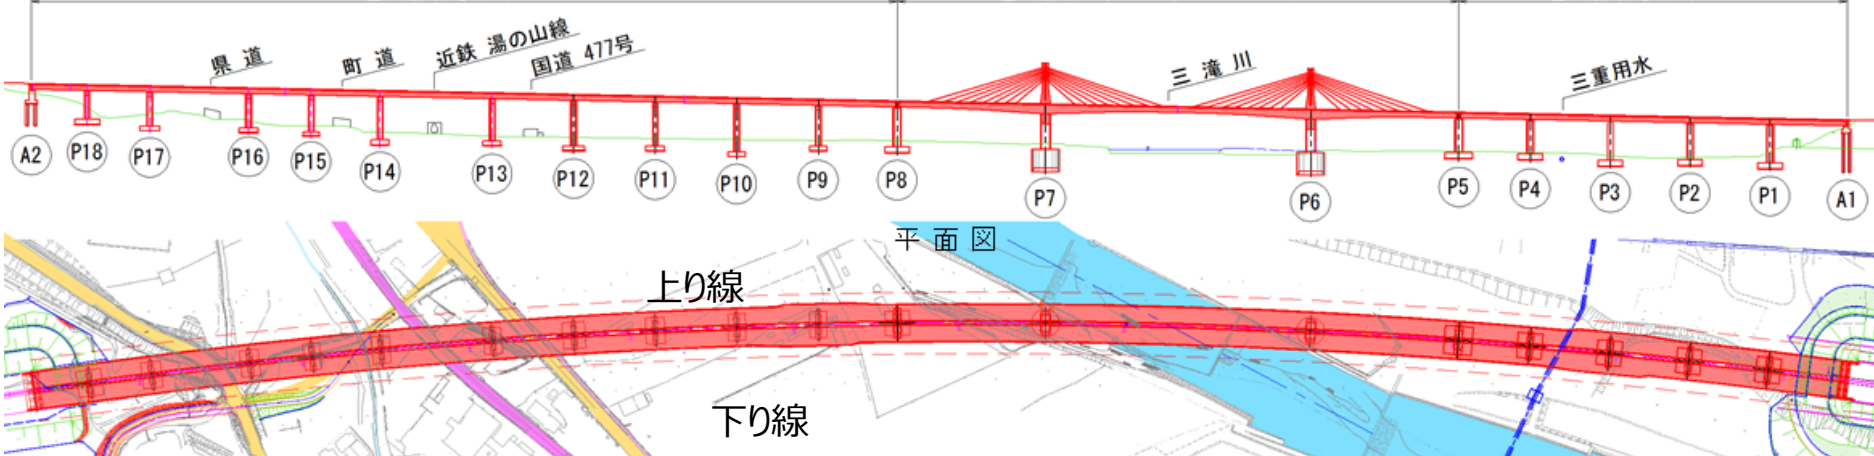 県 道
町 道
近鉄 湯の山線
国道 477号
三 滝 川
三重用水
A2
P18
P17
P16
P15
P14
P13
P12
P11
P10
P9
P8
P7
P6
P5
P4
P3
P2
P1
A1
平 面 図
上り線
下り線